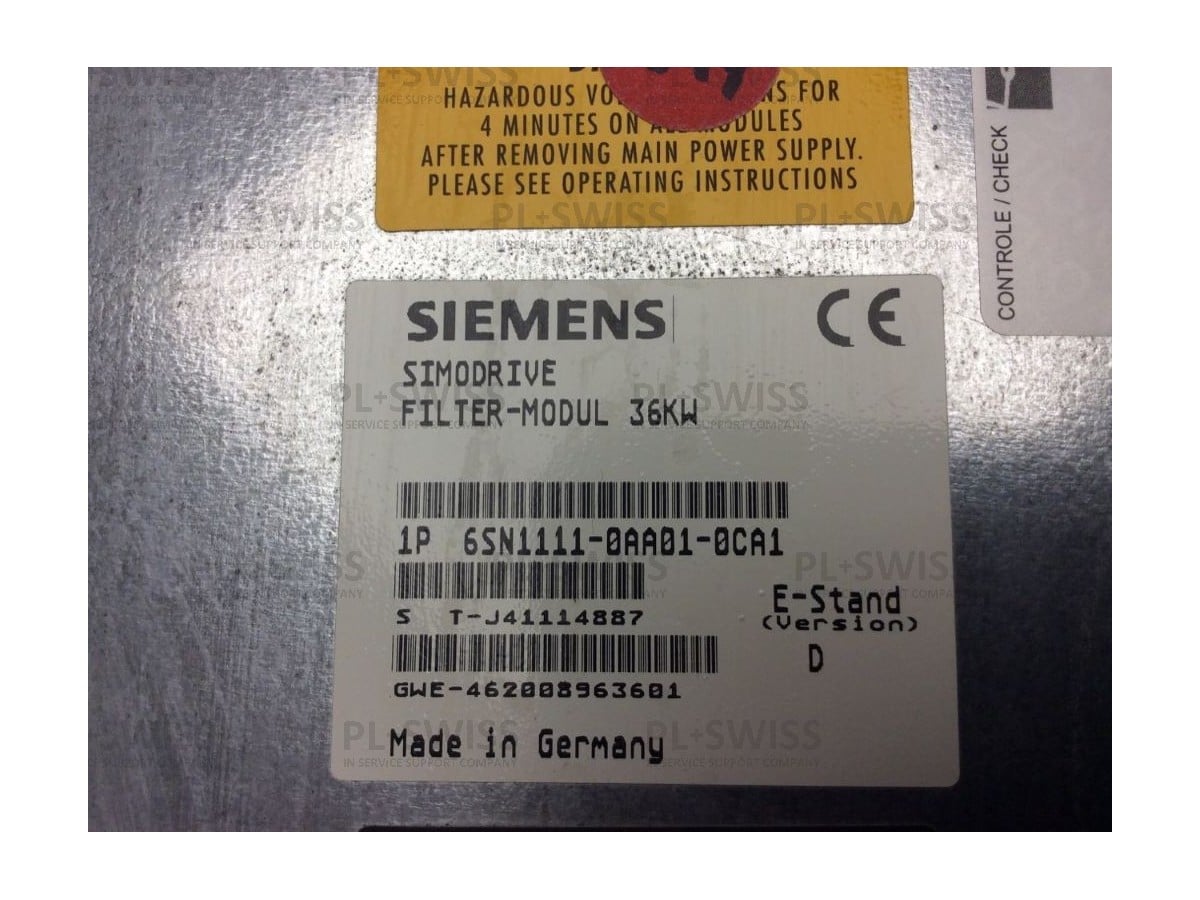 HAZARDOUS FOR
4 MINUTES ON ALL MODULES
AFTER REMOVING MAIN POWER SUPPLY.
PLEASE SEE OPERATING INSTRUCTIONS
CONTROLE / CHECK
SIEMENS
CE
SIMODRIVE
FILTER-MODUL 36KW
1P 6SN1111-0AA01-0CA1
S T-J41114887
E-Stand
(Version)
D
GWE-462008963601
Made in Germany
PL+SWISS
IN SERVICE SUPPORT COMPANY